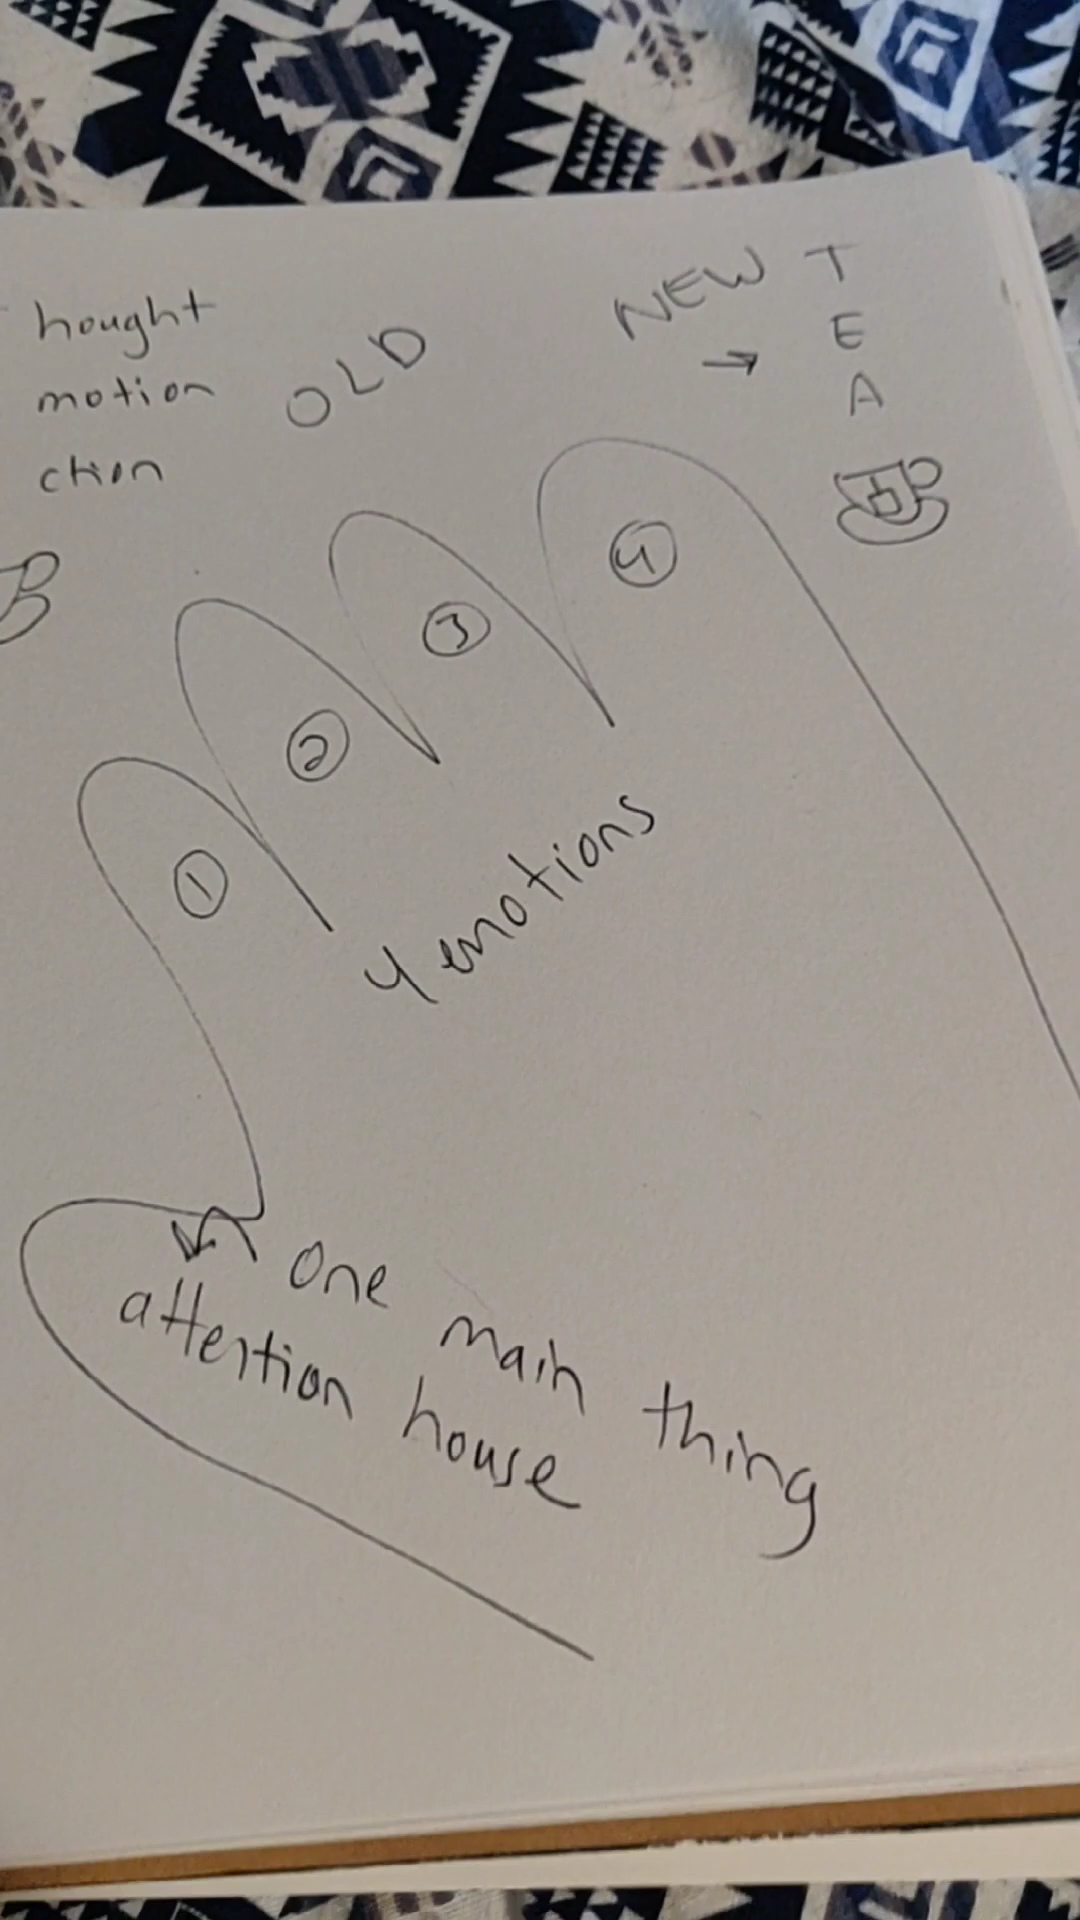 hought
motion
ction
OLD
NEW
→
T
E
A
①
②
③
④
4 emotions
one main thing
attention house